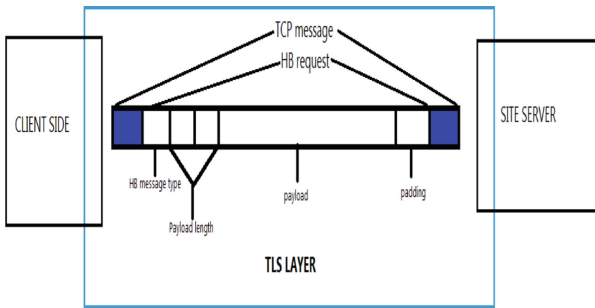 TCP message
HB request
CLIENT SIDE
SITE SERVER
HB message type
Payload length
payload
padding
TLS LAYER